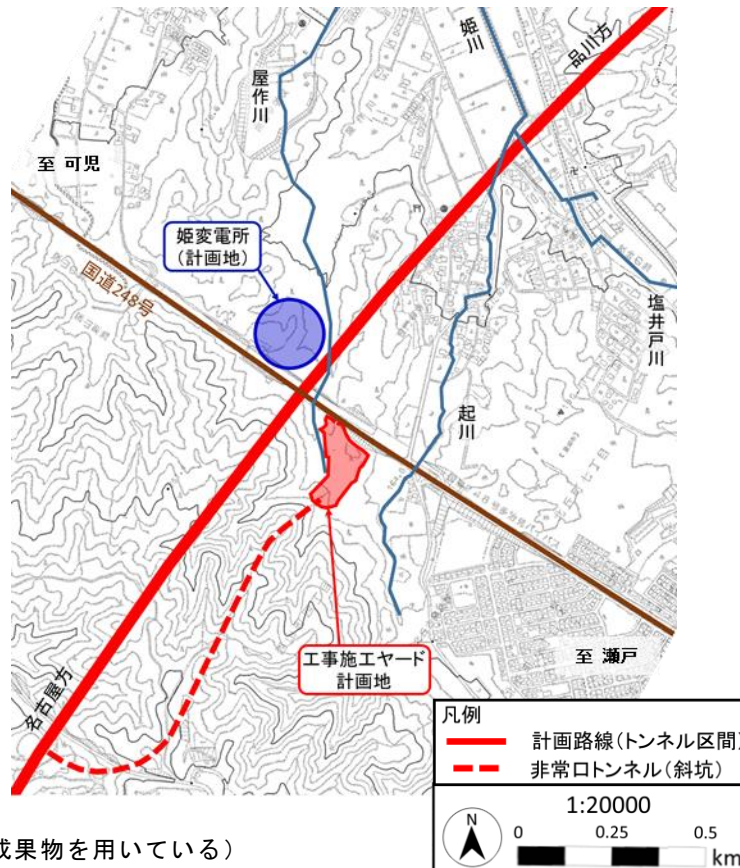 屋作川
姫川
品川方
至 可児
姫変電所
(計画地)
国道248号
塩井戸川
起川
工事施工ヤード
計画地
至 瀬戸
名古屋方
凡例
計画路線(トンネル区間)
非常口トンネル(斜坑)
N
1:20000
0 0.25 0.5
km
成果物を用いている)